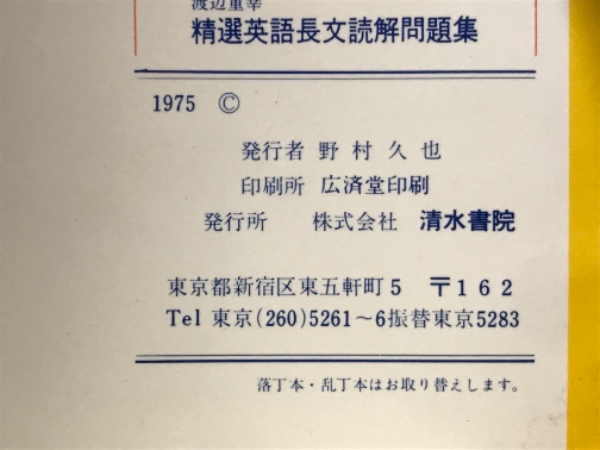 渡辺重幸
精選英語長文読解問題集
1975 ©
発行者 野村久也
印刷所 広済堂印刷
発行所 株式会社 清水書院
東京都新宿区東五軒町5 〒162
Tel 東京(260)5261〜6振替東京5283
落丁本・乱丁本はお取り替えします。